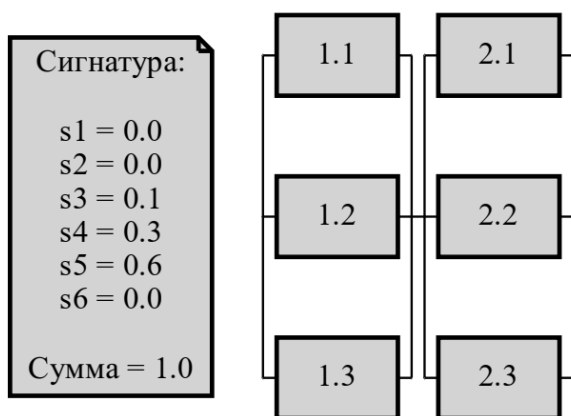 Сигнатура:
s1 = 0.0
s2 = 0.0
s3 = 0.1
s4 = 0.3
s5 = 0.6
s6 = 0.0
Сумма = 1.0
1.1
2.1
1.2
2.2
1.3
2.3